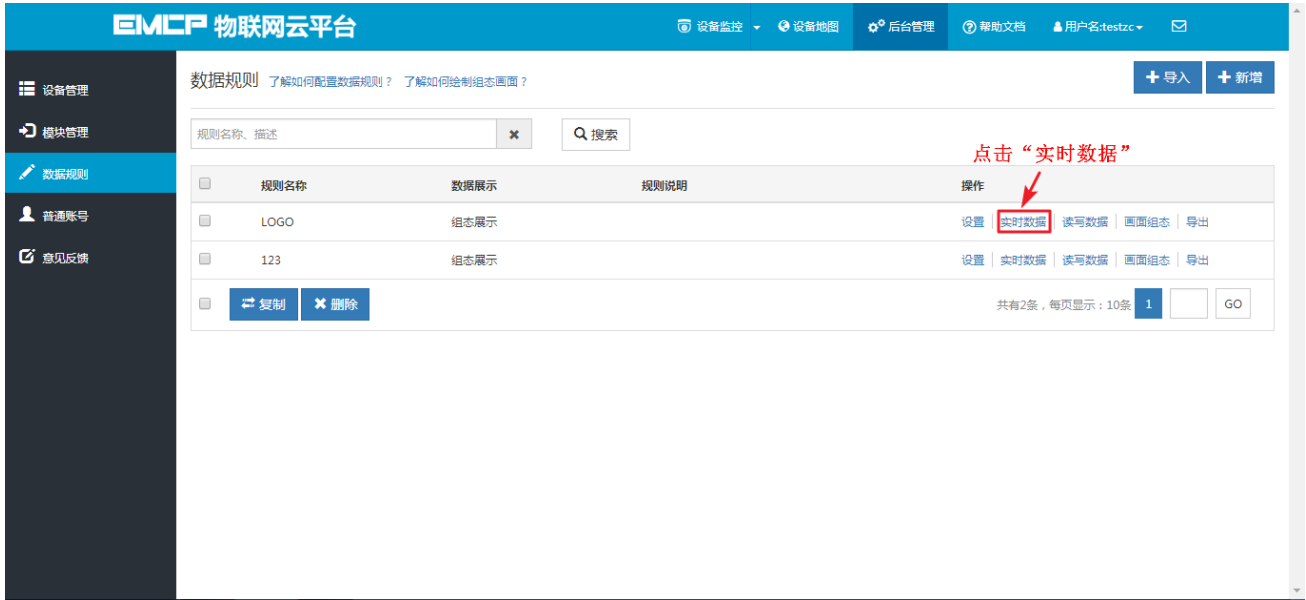 EMCP 物联网云平台 设备监控 设备地图 后台管理 帮助文档 用户名:testzc
设备管理
模块管理
数据规则
普通账号
意见反馈
数据规则 了解如何配置数据规则？ 了解如何绘制组态画面？ 导入 新增
规则名称、描述 搜索
点击“实时数据”
规则名称 数据展示 规则说明 操作
LOGO 组态展示 设置 实时数据 读写数据 画面组态 导出
123 组态展示 设置 实时数据 读写数据 画面组态 导出
复制 删除 共有2条，每页显示：10条 1 GO